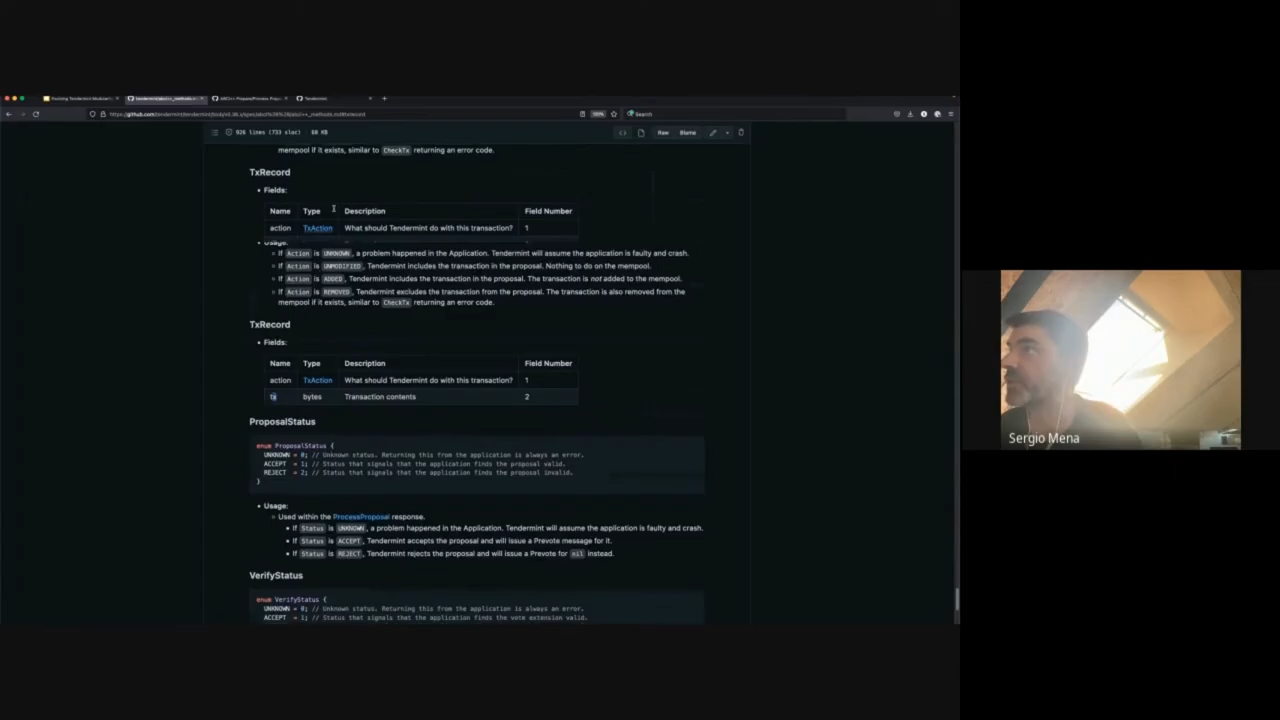 926 lines (733 sloc) 68 KB
Raw
Blame
Search
mempool if it exists, similar to CheckTx returning an error code.
TxRecord
Fields:
Name Type Description Field Number
action TxAction What should Tendermint do with this transaction? 1
Usage:
If Action is UNKNOWN, a problem happened in the Application. Tendermint will assume the application is faulty and crash.
If Action is UNMODIFIED, Tendermint includes the transaction in the proposal. Nothing to do on the mempool.
If Action is ADDED, Tendermint includes the transaction in the proposal. The transaction is not added to the mempool.
If Action is REMOVED, Tendermint excludes the transaction from the proposal. The transaction is also removed from the
mempool if it exists, similar to CheckTx returning an error code.
TxRecord
Fields:
Name Type Description Field Number
action TxAction What should Tendermint do with this transaction? 1
tx bytes Transaction contents 2
ProposalStatus
enum ProposalStatus {
UNKNOWN = 0; // Unknown status. Returning this from the application is always an error.
ACCEPT = 1; // Status that signals that the application finds the proposal valid.
REJECT = 2; // Status that signals that the application finds the proposal invalid.
}
Usage:
Used within the ProcessProposal response.
If Status is UNKNOWN, a problem happened in the Application. Tendermint will assume the application is faulty and crash.
If Status is ACCEPT, Tendermint accepts the proposal and will issue a Prevote message for it.
If Status is REJECT, Tendermint rejects the proposal and will issue a Prevote for nil instead.
VerifyStatus
enum VerifyStatus {
UNKNOWN = 0; // Unknown status. Returning this from the application is always an error.
ACCEPT = 1; // Status that signals that the application finds the vote extension valid.
Sergio Mena